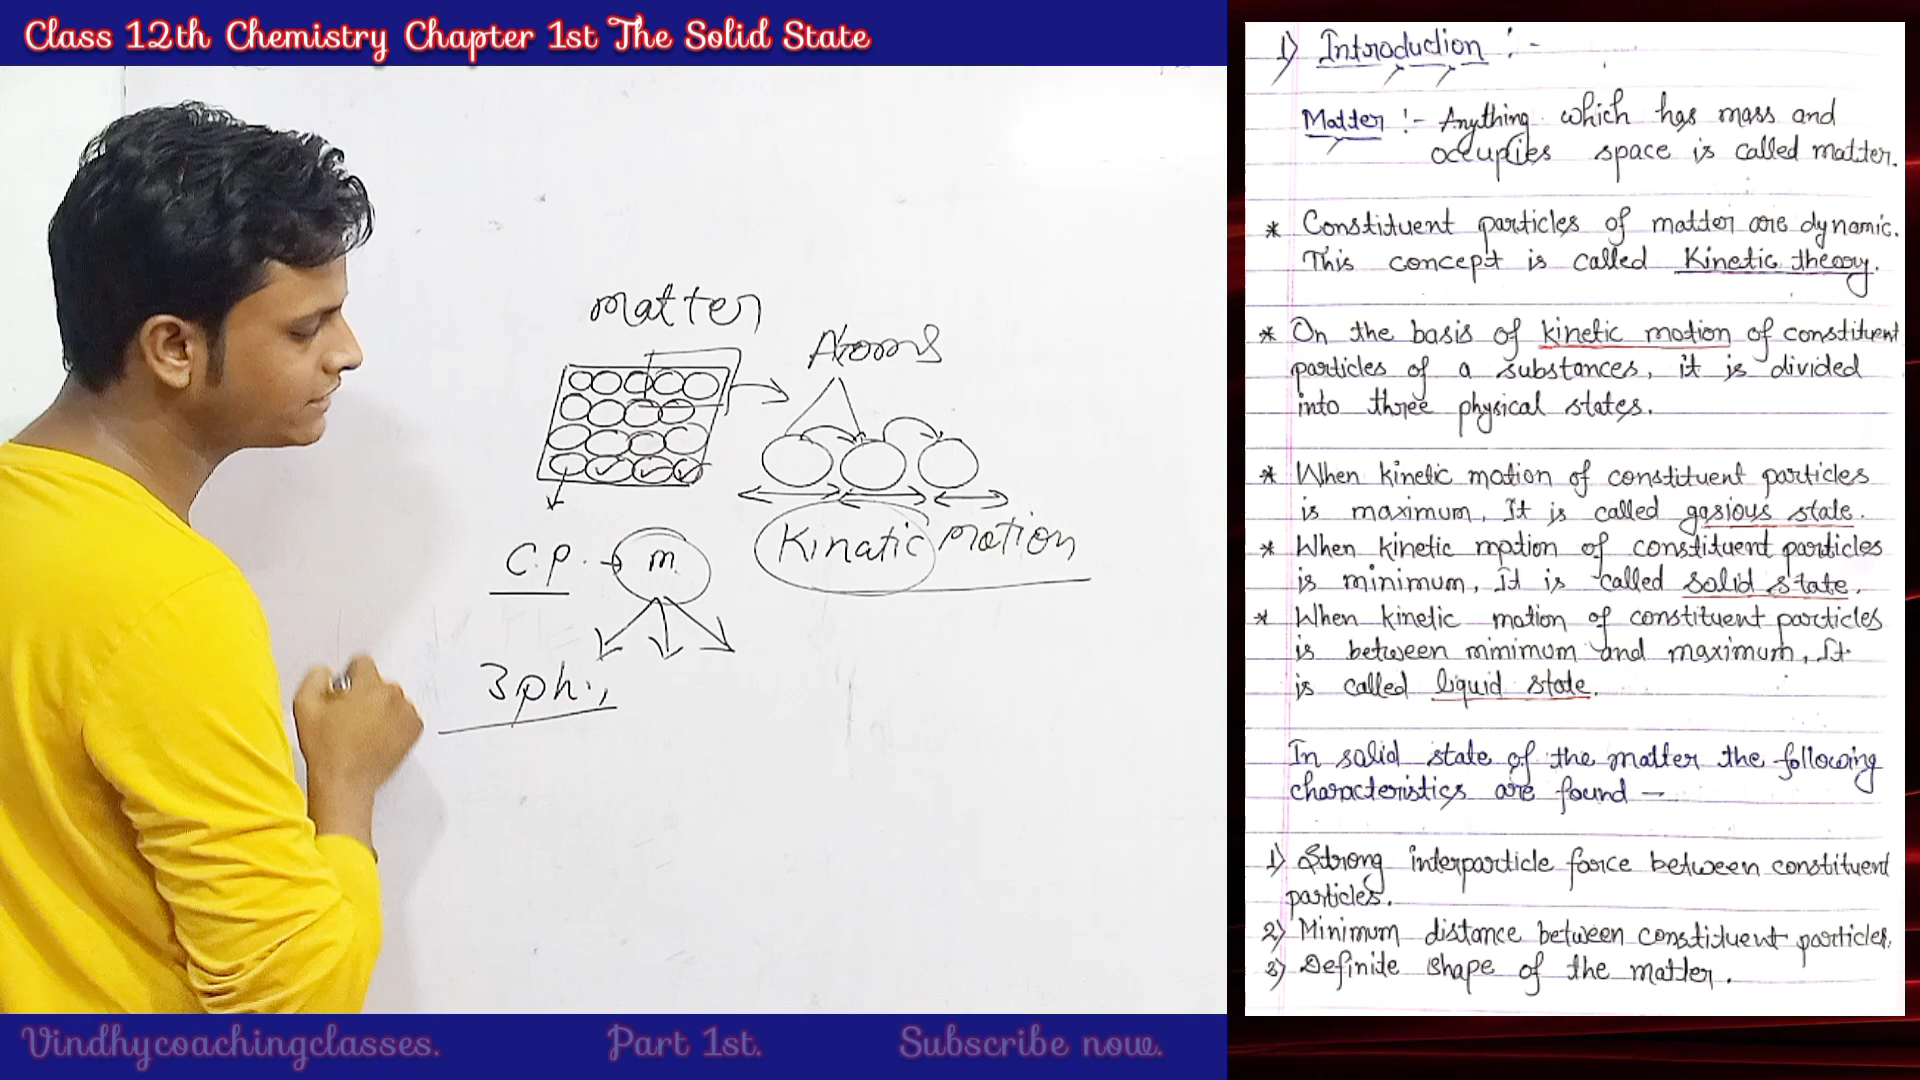 Class 12th Chemistry Chapter 1st The Solid State
matter
Atoms
C.P. → m.
Kinatic motion
3 ph.,
Vindhycoachingclasses.
Part 1st.
Subscribe now.
1) Introduction :-
Matter :- Anything which has mass and
occupies space is called matter.
* Constituent particles of matter are dynamic.
This concept is called Kinetic theory.
* On the basis of kinetic motion of constituent
particles of a substances, it is divided
into three physical states.
* When kinetic motion of constituent particles
is maximum, It is called gasious state.
* When kinetic motion of constituent particles
is minimum, it is called solid state.
* When kinetic motion of constituent particles
is between minimum and maximum, It
is called liquid state.
In solid state of the matter the following
characteristics are found —
1) Strong interparticle force between constituent
particles.
2) Minimum distance between constituent particles.
3) Definite shape of the matter.